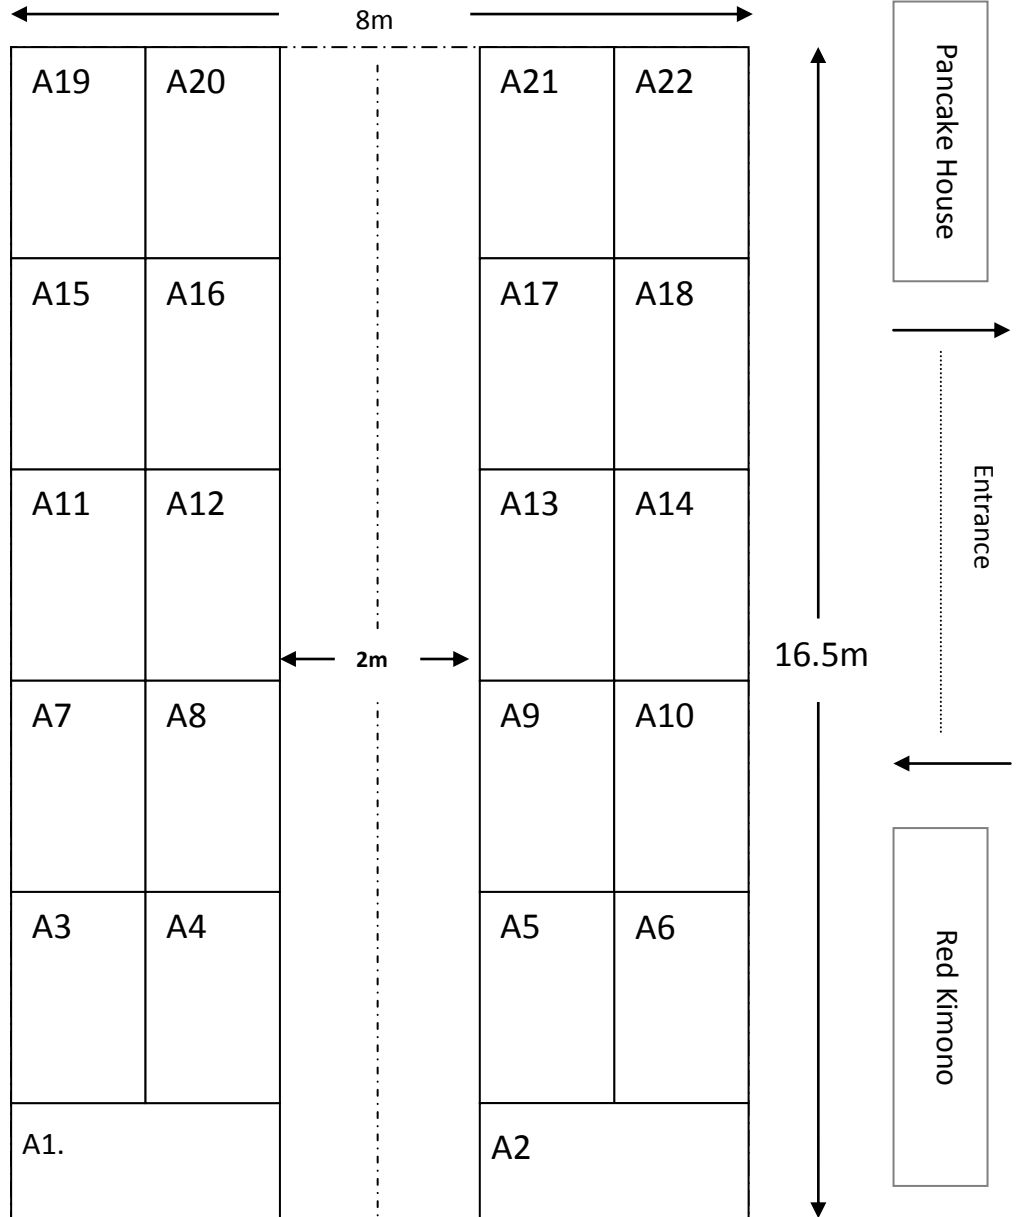 8m
A19 A20 A21 A22
Pancake House
A15 A16 A17 A18
A11 A12 A13 A14
Entrance
2m
16.5m
A7 A8 A9 A10
A3 A4 A5 A6
Red Kimono
A1. A2